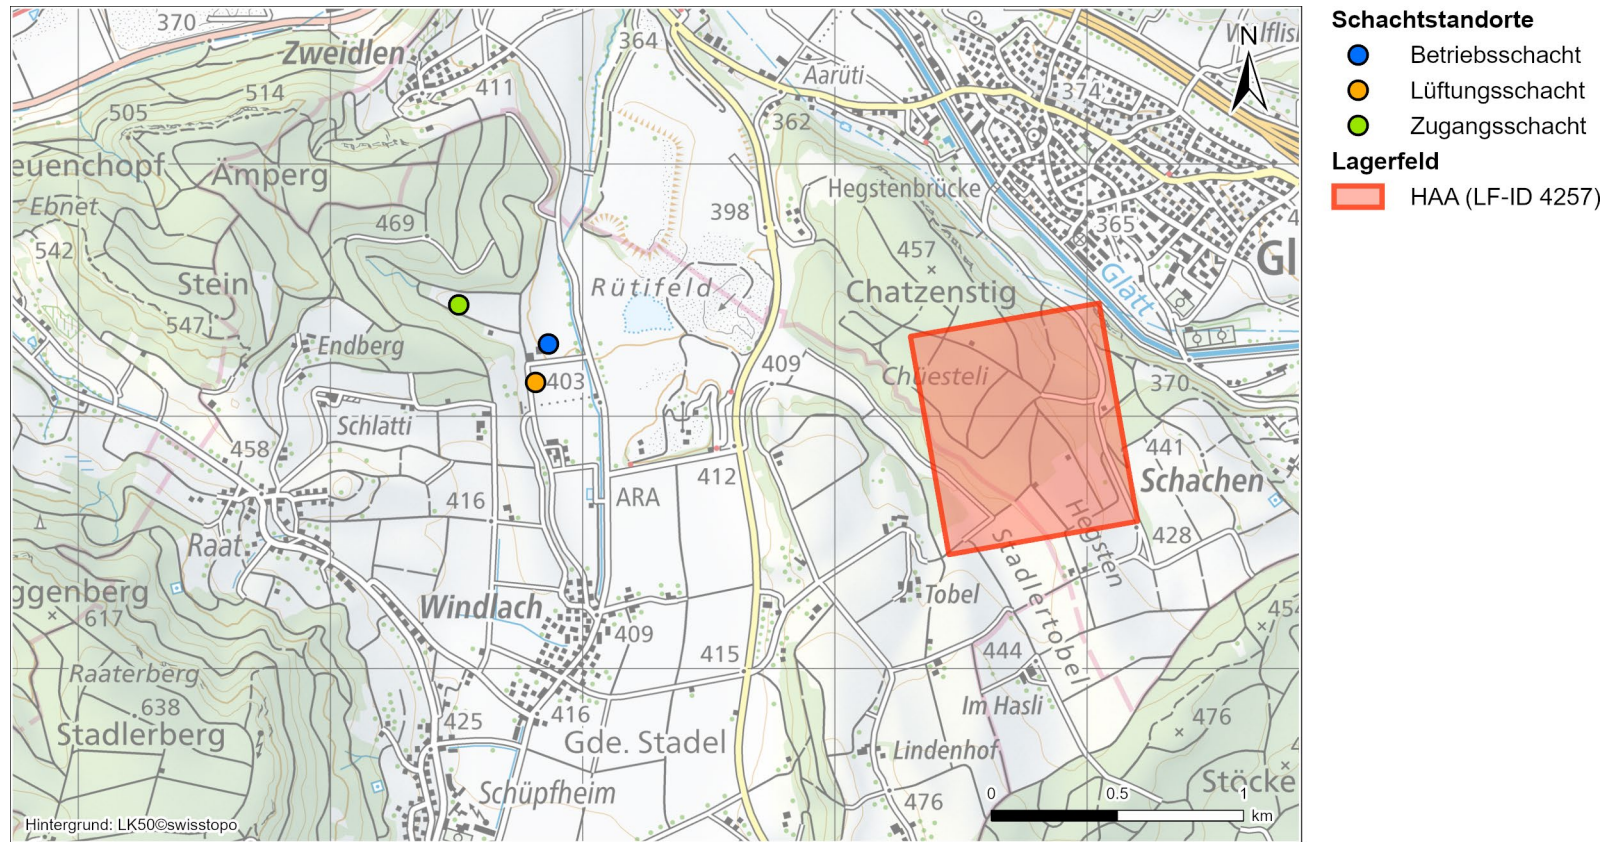 370
Zweidlen
364
Aarüti
Schachtstandorte
N
Betriebsschacht
Lüftungsschacht
Zugangsschacht
Lagerfeld
HAA (LF-ID 4257)
514
411
374
505
362
euenchopf
Amperg
Hegstenbrücke
Ebnet
398
365
469
457
542
Gl
Glatt
Stein
Rütifeld
Chatzenstig
547
Endberg
403
409
Chüesteli
370
Schlatti
441
458
412
Schachen
416
ARA
Hegsten
428
Raat
Stadlertobel
ggenberg
617
Windlach
Tobel
454
409
415
444
Raaterberg
638
Im Hasli
Stadlerberg
425
416
476
Gde. Stadel
Lindenhof
Stöcke
Schüpfheim
476
0 0.5 1
km
Hintergrund: LK50©swisstopo